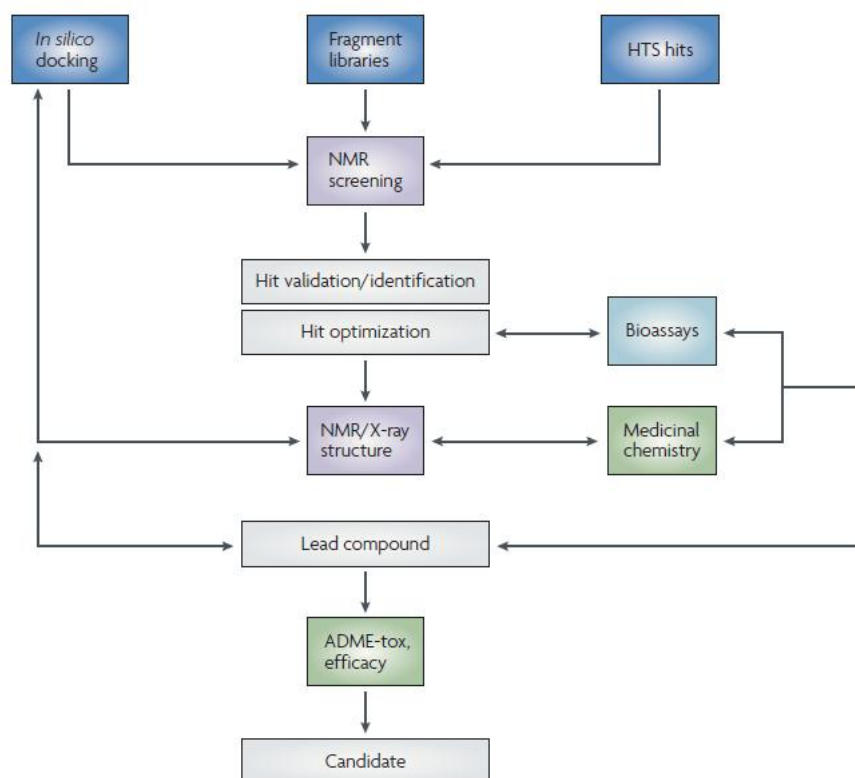 In silico
docking
Fragment
libraries
HTS hits
NMR
screening
Hit validation/identification
Hit optimization
Bioassays
NMR/X-ray
structure
Medicinal
chemistry
Lead compound
ADME-tox,
efficacy
Candidate